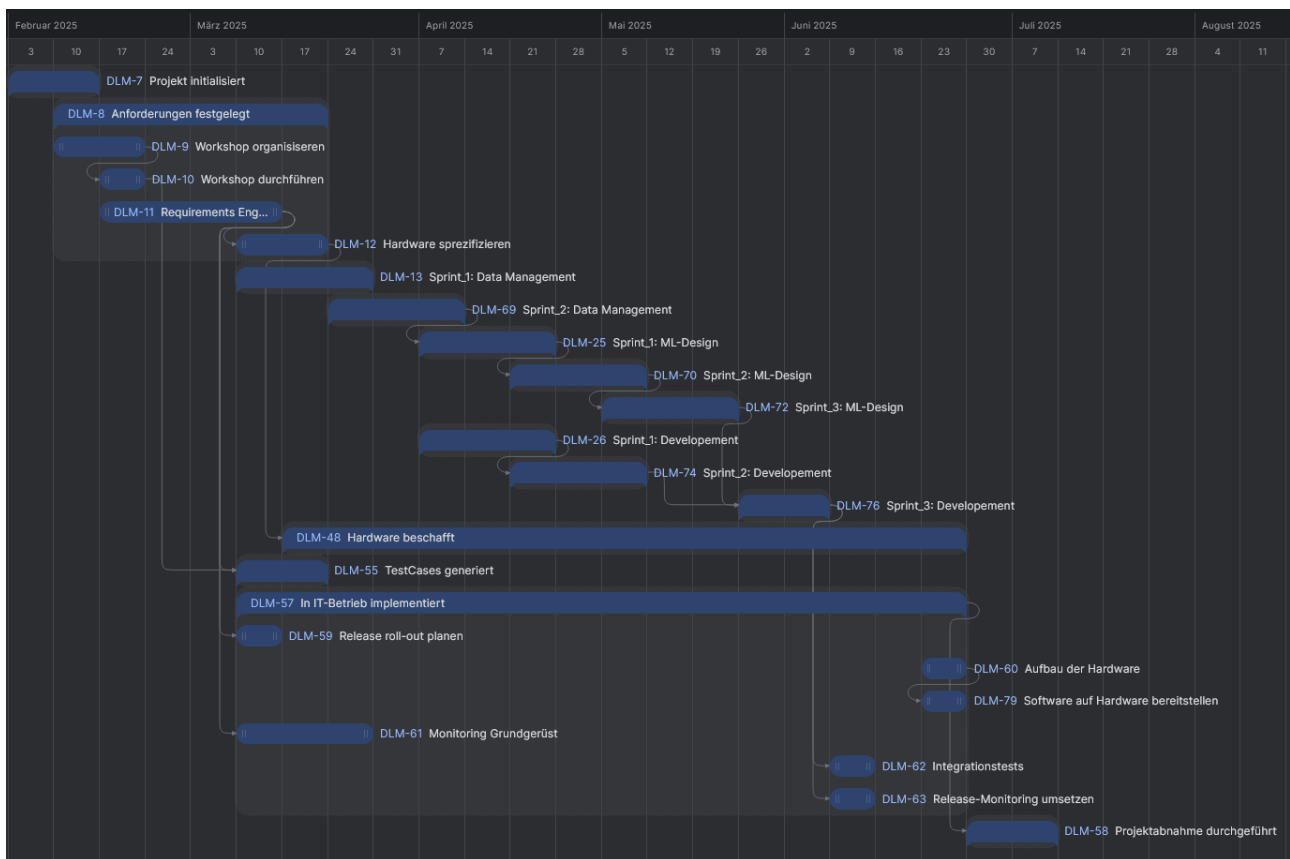 Februar 2025 März 2025 April 2025 Mai 2025 Juni 2025 Juli 2025 August 2025
3 10 17 24 3 10 17 24 31 7 14 21 28 5 12 19 26 2 9 16 23 30 7 14 21 28 4 11
DLM-7 Projekt initialisiert
DLM-8 Anforderungen festgelegt
DLM-9 Workshop organisiseren
DLM-10 Workshop durchführen
DLM-11 Requirements Eng...
DLM-12 Hardware sprezifizieren
DLM-13 Sprint_1: Data Management
DLM-69 Sprint_2: Data Management
DLM-25 Sprint_1: ML-Design
DLM-70 Sprint_2: ML-Design
DLM-72 Sprint_3: ML-Design
DLM-26 Sprint_1: Developement
DLM-74 Sprint_2: Developement
DLM-76 Sprint_3: Developement
DLM-48 Hardware beschafft
DLM-55 TestCases generiert
DLM-57 In IT-Betrieb implementiert
DLM-59 Release roll-out planen
DLM-60 Aufbau der Hardware
DLM-79 Software auf Hardware bereitstellen
DLM-61 Monitoring Grundgerüst
DLM-62 Integrationstests
DLM-63 Release-Monitoring umsetzen
DLM-58 Projektabnahme durchgeführt